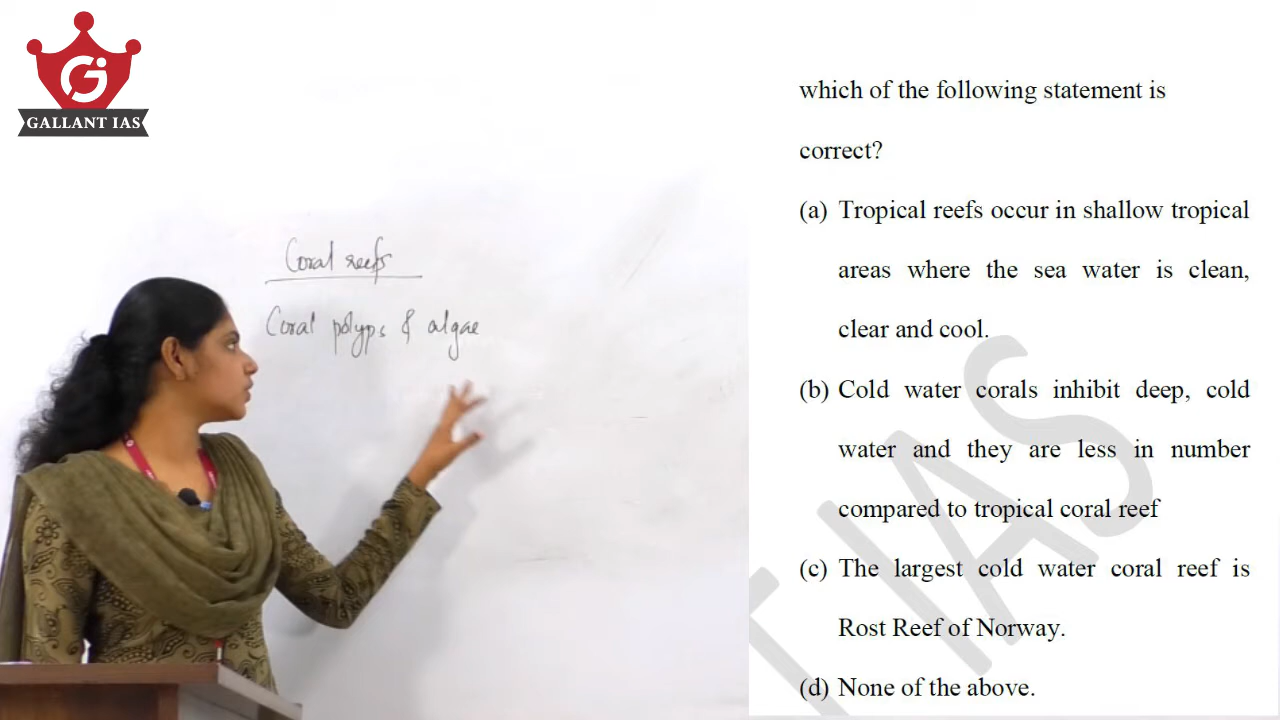 GALLANT IAS
Coral reefs
Coral polyps & algae
which of the following statement is
correct?
(a) Tropical reefs occur in shallow tropical
areas where the sea water is clean,
clear and cool.
(b) Cold water corals inhibit deep, cold
water and they are less in number
compared to tropical coral reef
(c) The largest cold water coral reef is
Rost Reef of Norway.
(d) None of the above.
T IAS